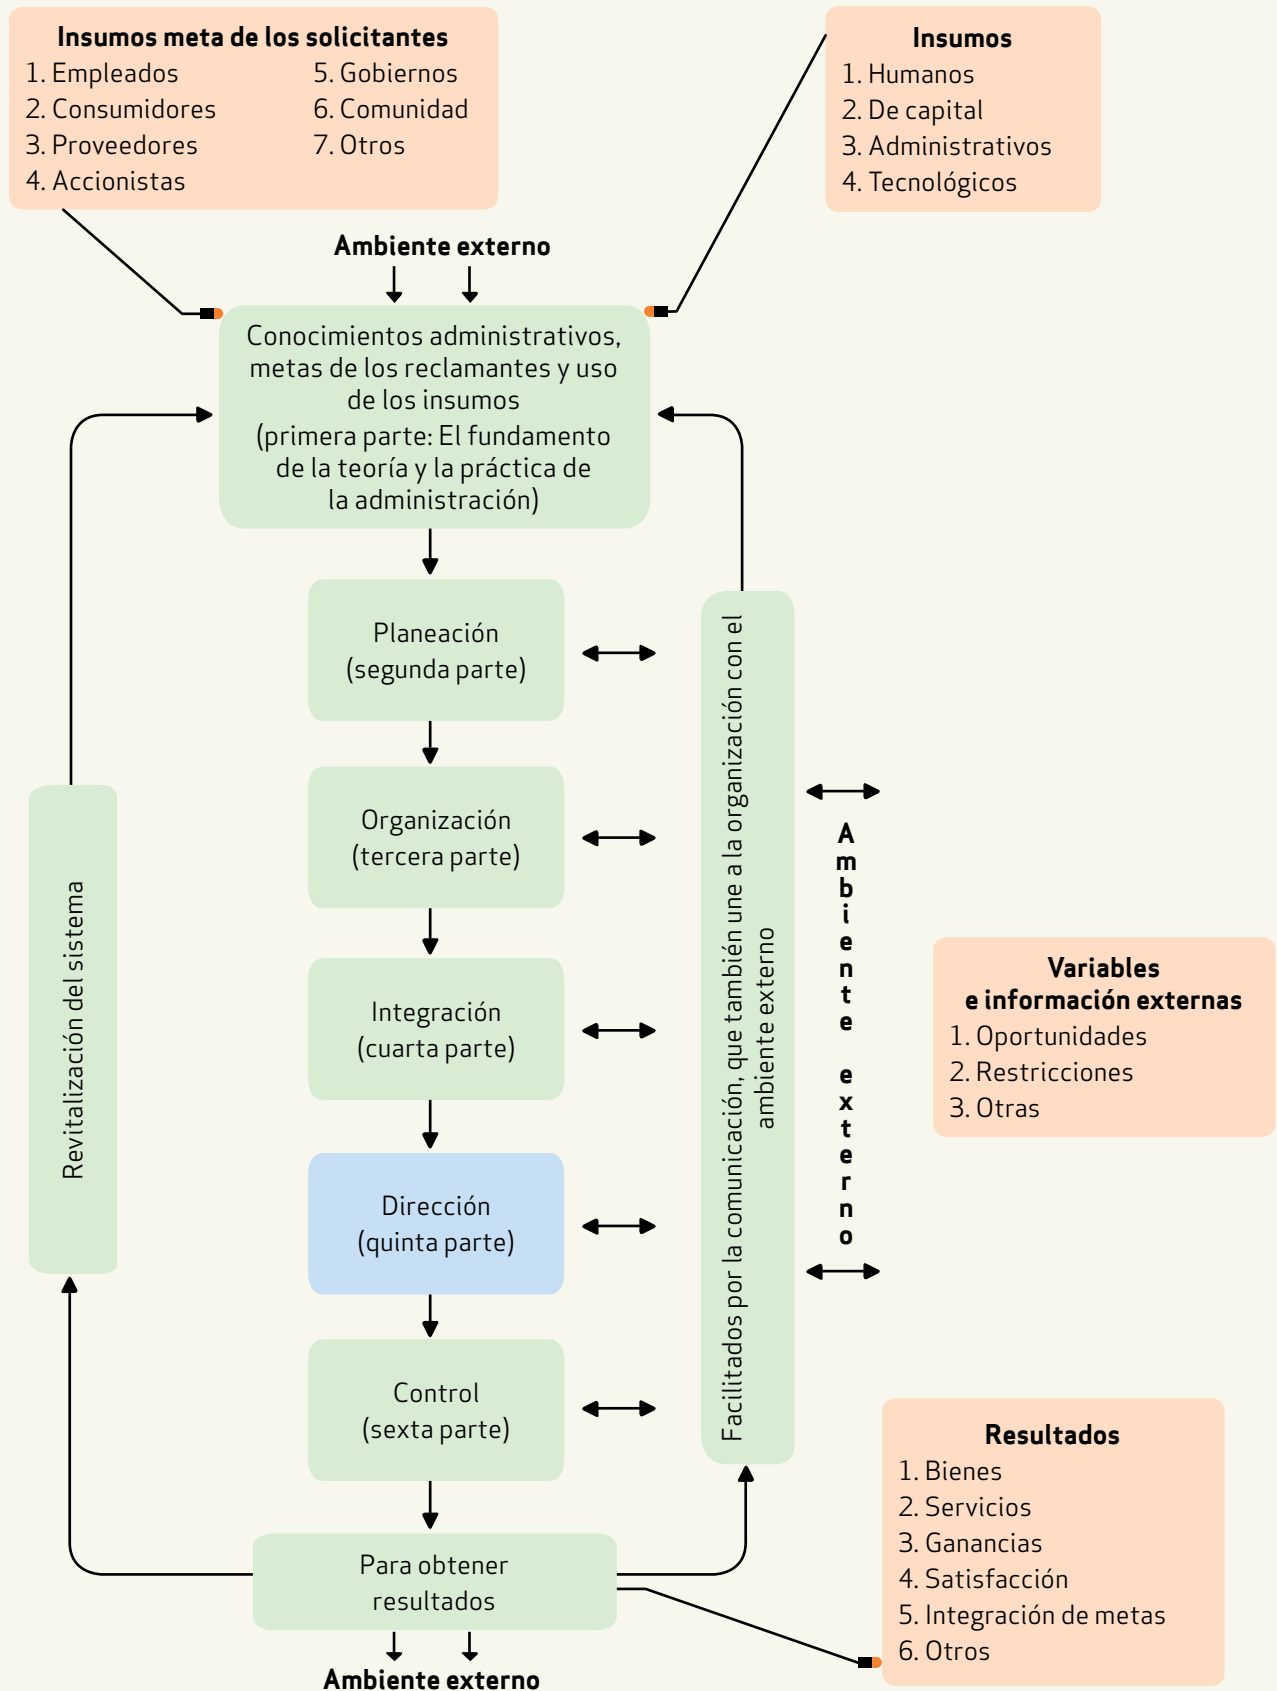 Insumos meta de los solicitantes
1. Empleados
2. Consumidores
3. Proveedores
4. Accionistas
5. Gobiernos
6. Comunidad
7. Otros
Insumos
1. Humanos
2. De capital
3. Administrativos
4. Tecnológicos
Ambiente externo
Conocimientos administrativos,
metas de los reclamantes y uso
de los insumos
(primera parte: El fundamento
de la teoría y la práctica de
la administración)
Planeación
(segunda parte)
Organización
(tercera parte)
Integración
(cuarta parte)
Dirección
(quinta parte)
Control
(sexta parte)
Para obtener
resultados
Ambiente externo
Revitalización del sistema
Facilitados por la comunicación, que también une a la organización con el
ambiente externo
Ambiente externo
Variables
e información externas
1. Oportunidades
2. Restricciones
3. Otras
Resultados
1. Bienes
2. Servicios
3. Ganancias
4. Satisfacción
5. Integración de metas
6. Otros